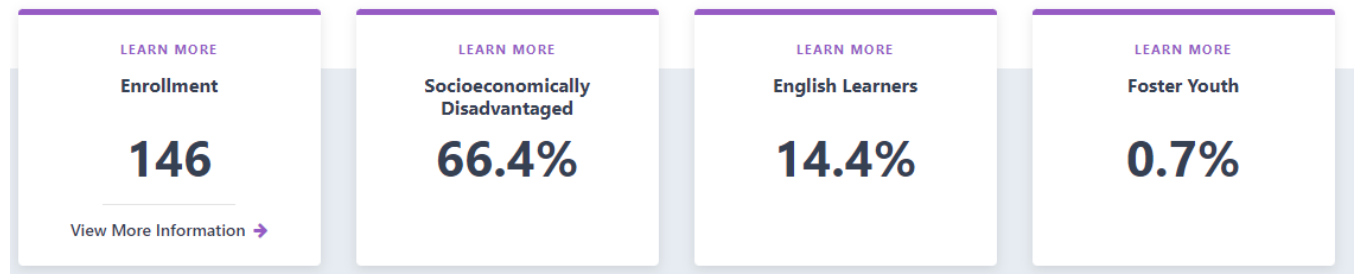 LEARN MORE
Enrollment
146
View More Information
LEARN MORE
Socioeconomically
Disadvantaged
66.4%
LEARN MORE
English Learners
14.4%
LEARN MORE
Foster Youth
0.7%